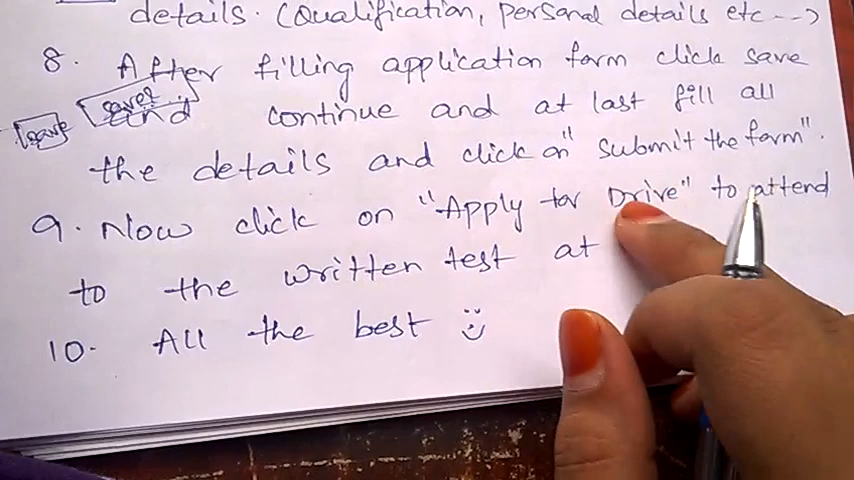 details. (Qualification, personal details etc---)
8. After filling application form click save
save save?
and continue and at last fill all
the details and click on "submit the form".
9. Now click on "Apply for Drive" to attend
to the written test at
10. All the best